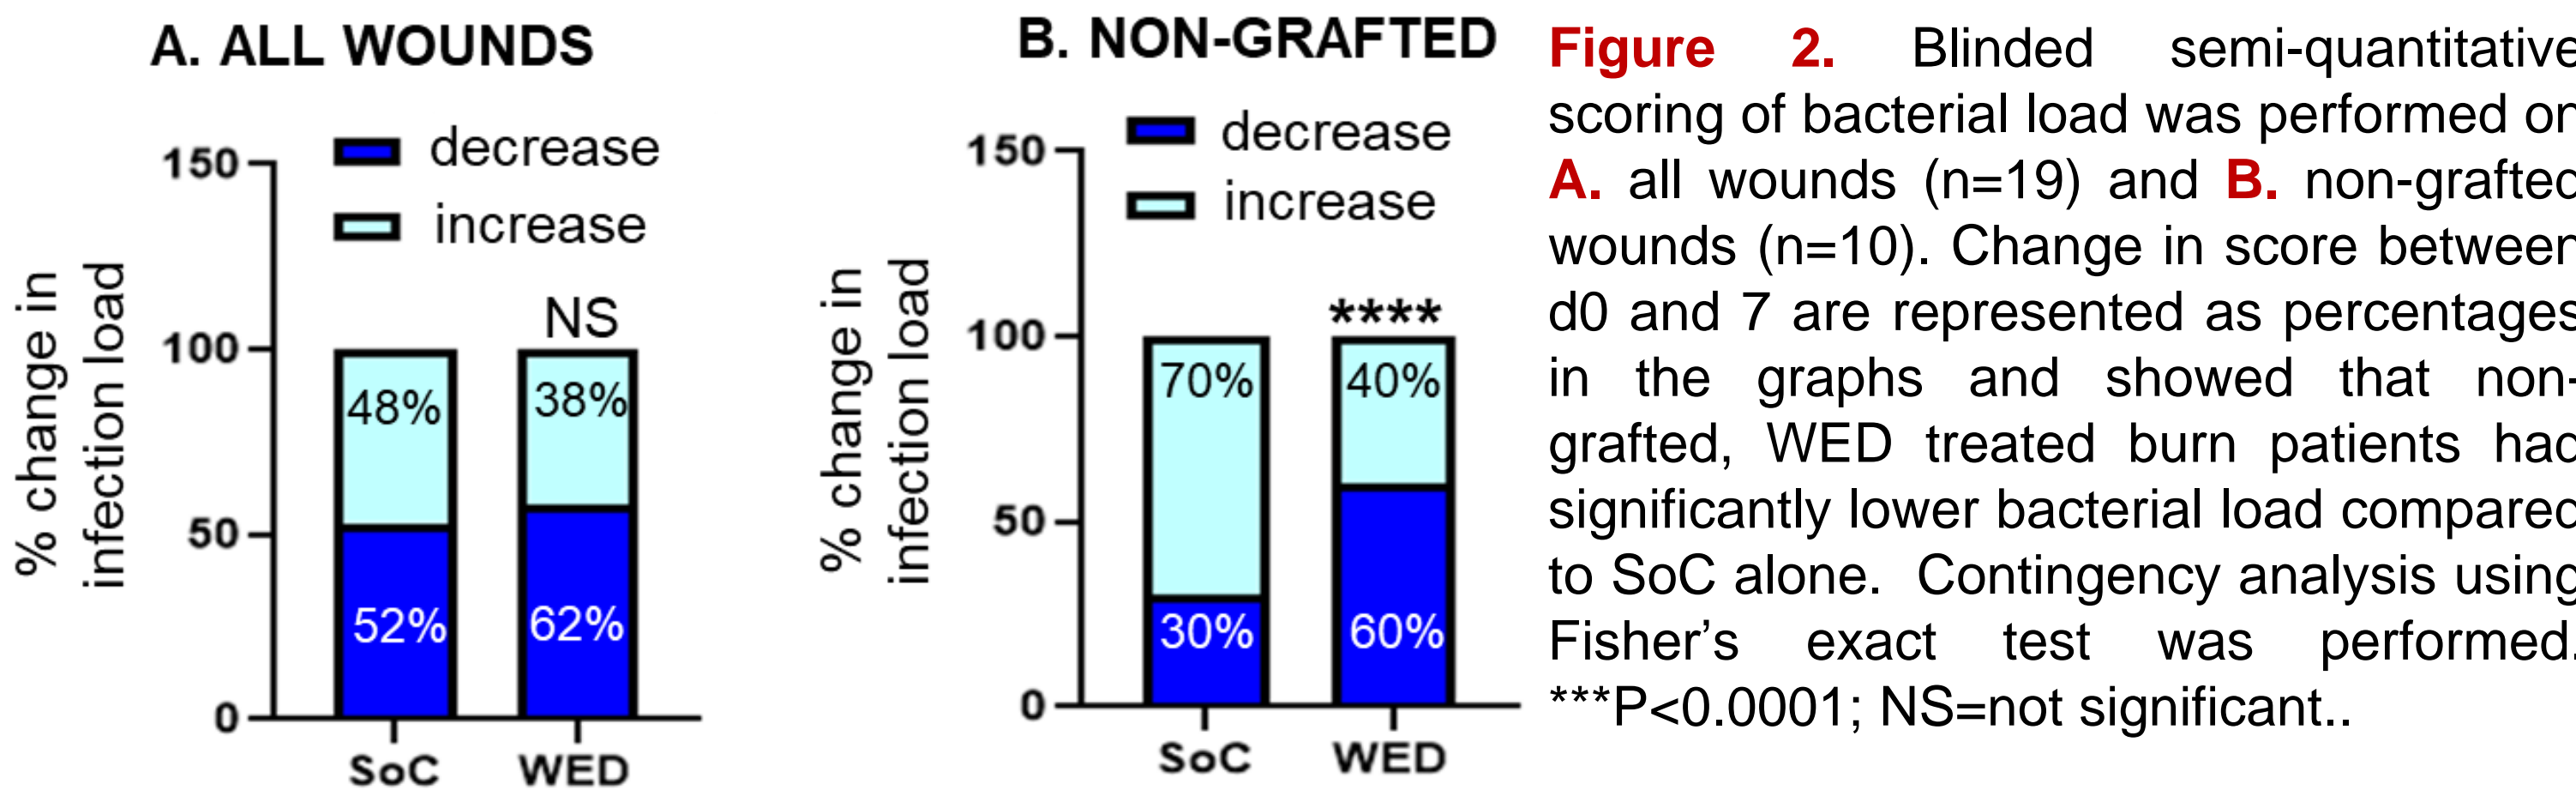 A. ALL WOUNDS
decrease
increase
% change in
infection load
150
100
50
0
NS
48%
38%
52%
62%
SoC
WED
B. NON-GRAFTED
decrease
increase
% change in
infection load
150
100
50
0
****
70%
40%
30%
60%
SoC
WED
Figure 2. Blinded semi-quantitative
scoring of bacterial load was performed on
A. all wounds (n=19) and B. non-grafted
wounds (n=10). Change in score between
d0 and 7 are represented as percentages
in the graphs and showed that non-
grafted, WED treated burn patients had
significantly lower bacterial load compared
to SoC alone. Contingency analysis using
Fisher’s exact test was performed.
***P<0.0001; NS=not significant..